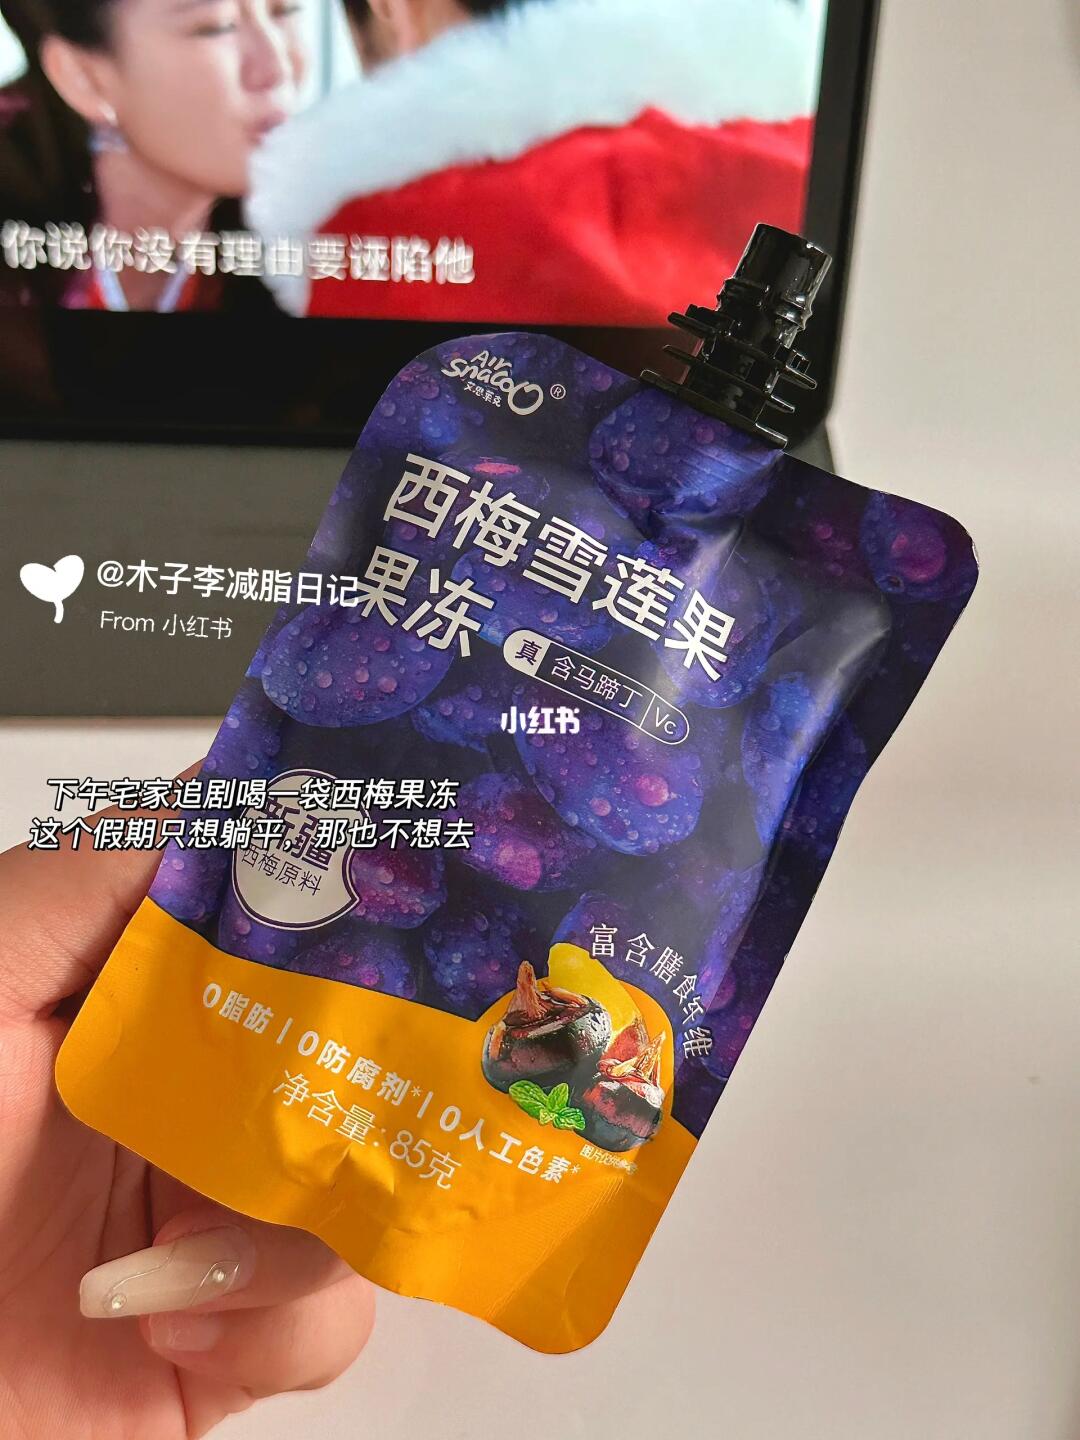 你说你没有理由要诬陷他
Air
Snacoo®
艾思莱克
西梅雪莲果
果冻
真 含马蹄丁 Vc
@木子李减脂日记
From 小红书
小红书
下午宅家追剧喝一袋西梅果冻
这个假期只想躺平，那也不想去
新疆
西梅原料
富含膳食纤维
0脂肪 | 0防腐剂* | 0人工色素*
净含量：85克